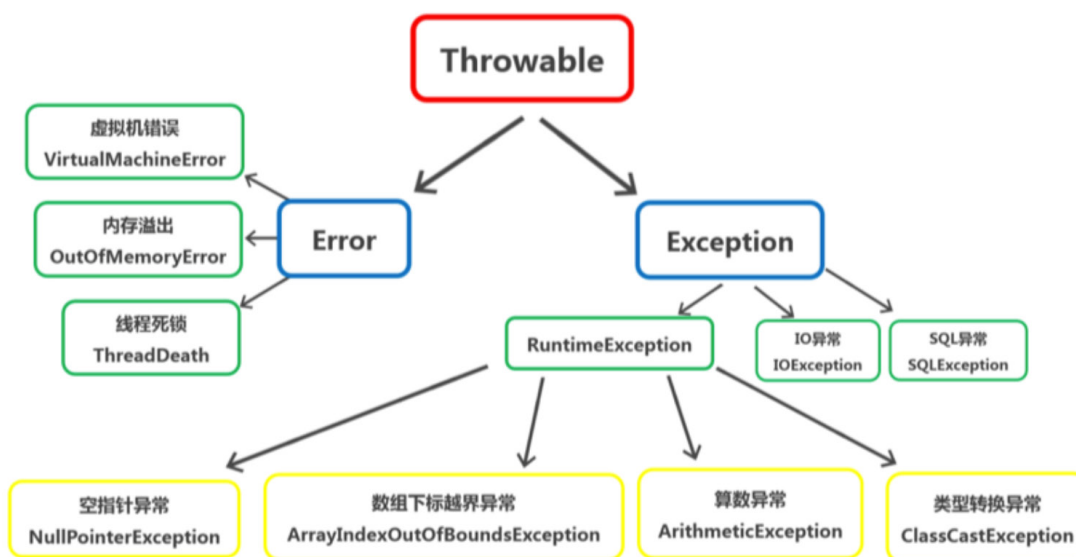 Throwable
虚拟机错误
VirtualMachineError
内存溢出
OutOfMemoryError
线程死锁
ThreadDeath
Error
Exception
RuntimeException
IO异常
IOException
SQL异常
SQLException
空指针异常
NullPointerException
数组下标越界异常
ArrayIndexOutOfBoundsException
算数异常
ArithmeticException
类型转换异常
ClassCastException